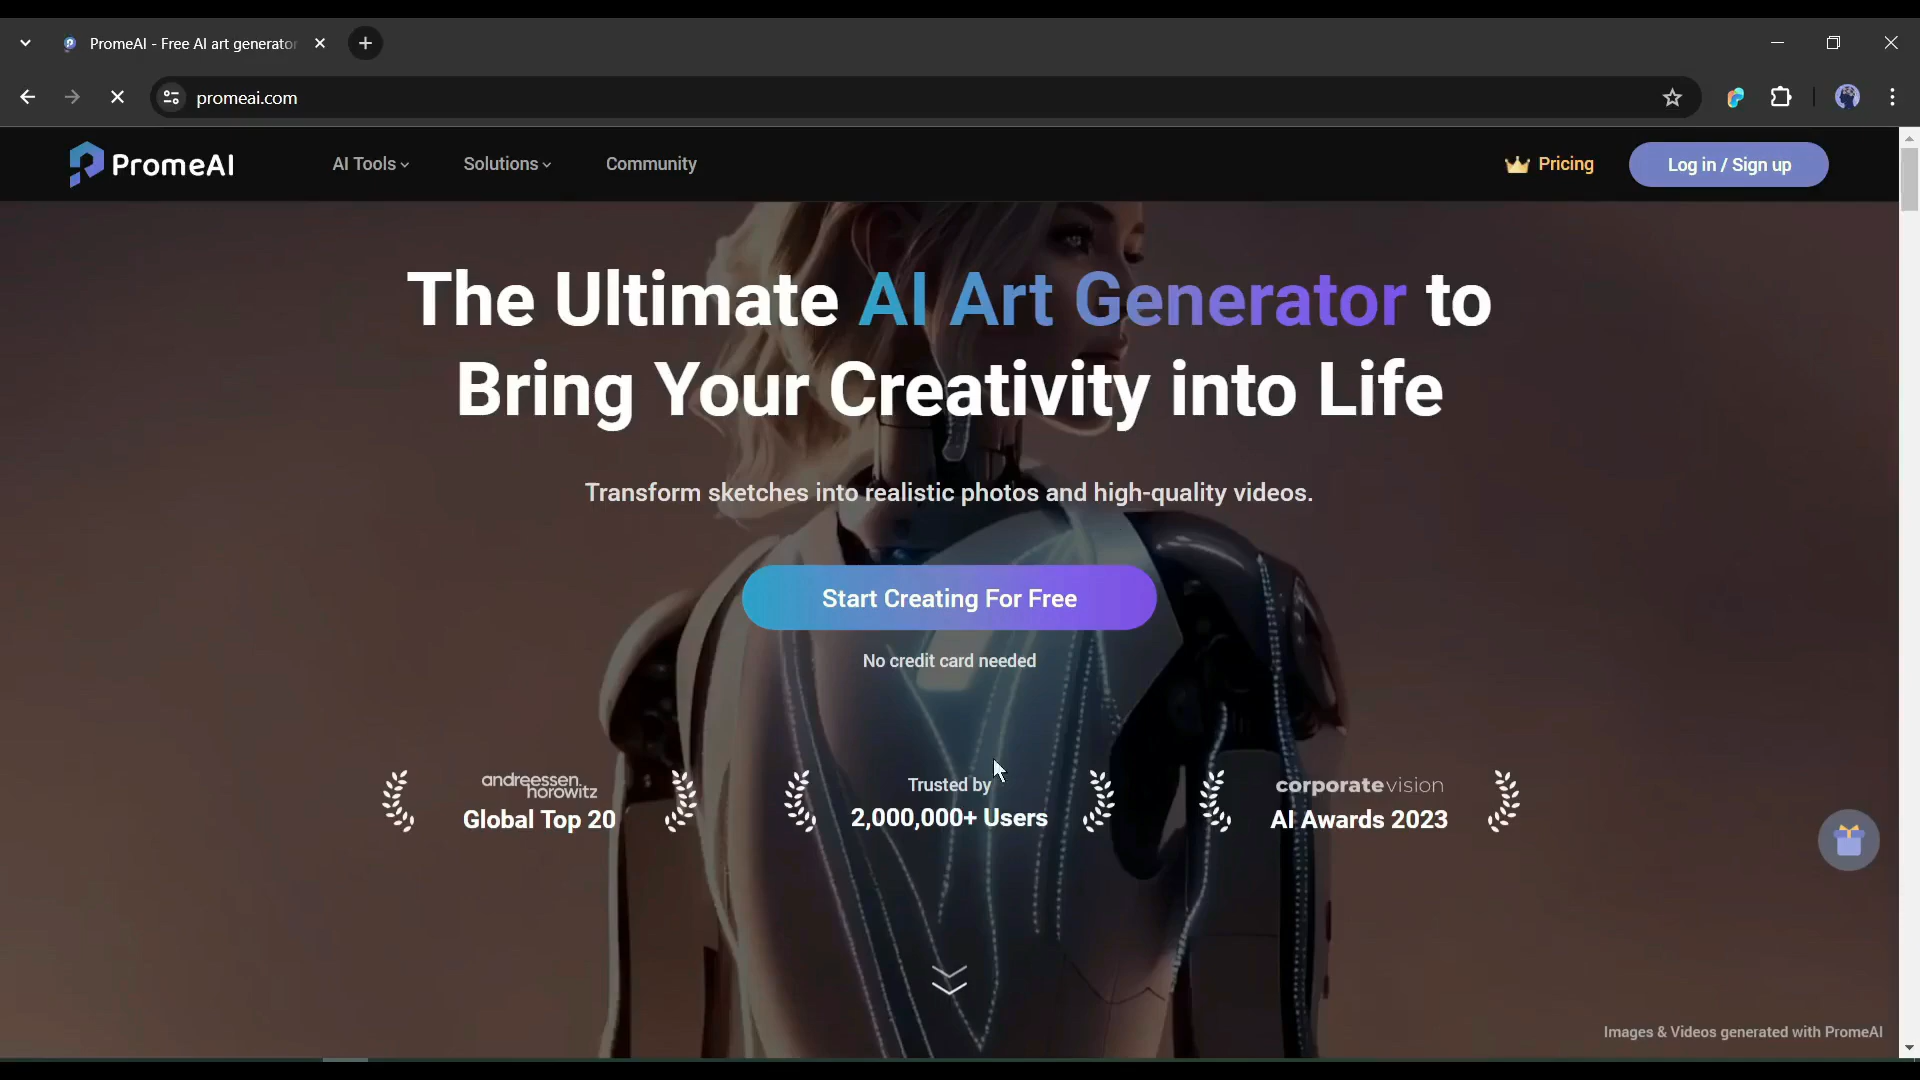 PromeAI - Free AI art generator
promeai.com
PromeAI
AI Tools
Solutions
Community
Pricing
Log in / Sign up
The Ultimate AI Art Generator to
Bring Your Creativity into Life
Transform sketches into realistic photos and high-quality videos.
Start Creating For Free
No credit card needed
andreessen.
horowitz
Global Top 20
Trusted by
2,000,000+ Users
corporatevision
AI Awards 2023
Images & Videos generated with PromeAI